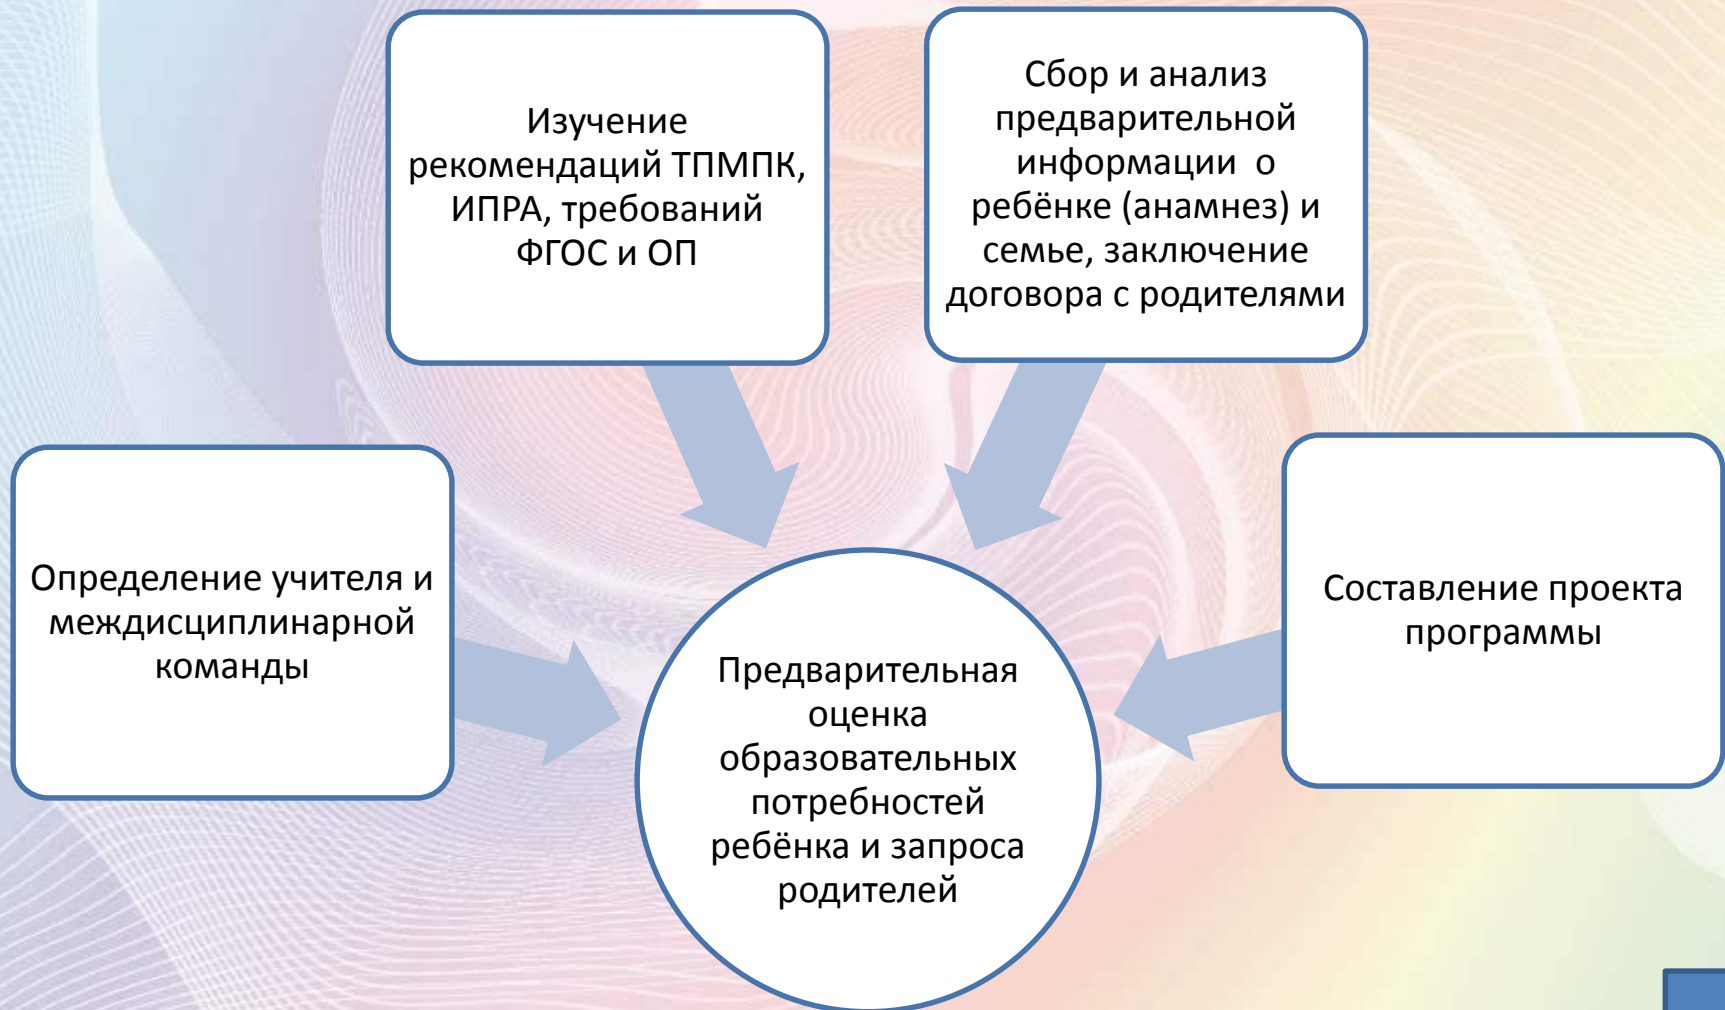 Изучение
рекомендаций ТПМПК,
ИПРА, требований
ФГОС и ОП
Сбор и анализ
предварительной
информации о
ребёнке (анамнез) и
семье, заключение
договора с родителями
Определение учителя и
междисциплинарной
команды
Составление проекта
программы
Предварительная
оценка
образовательных
потребностей
ребёнка и запроса
родителей